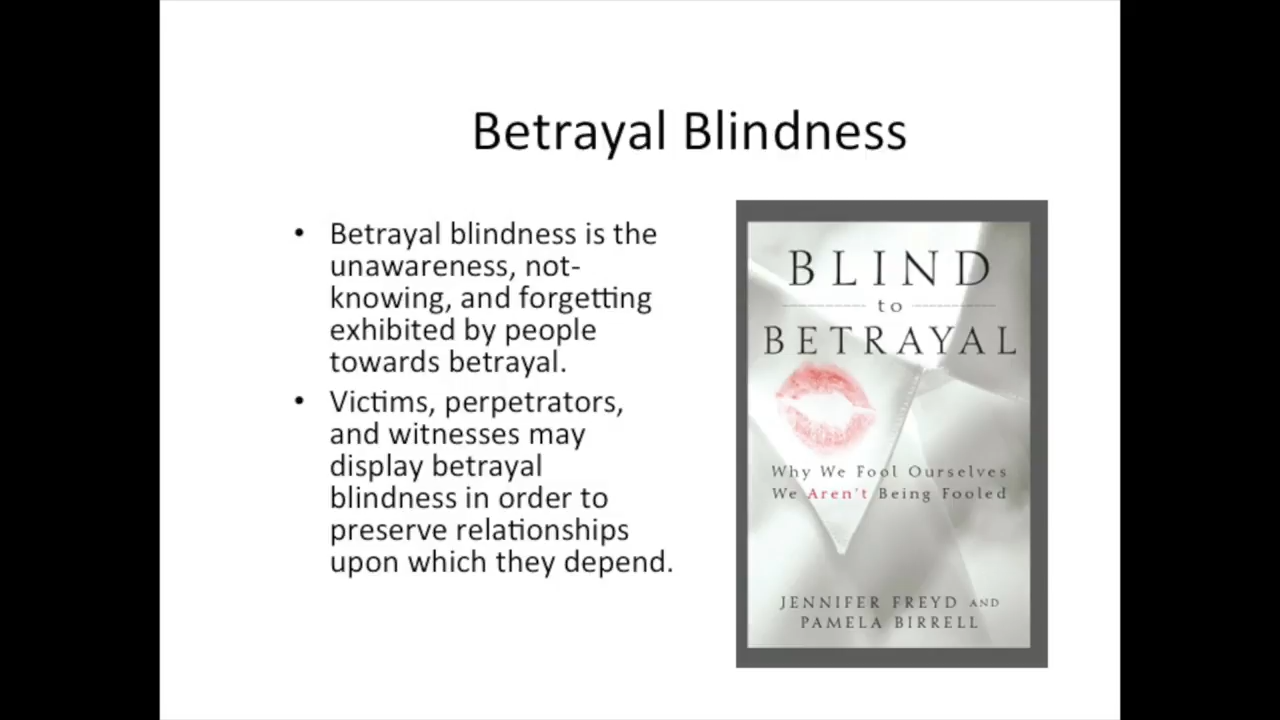 Betrayal Blindness
• Betrayal blindness is the
unawareness, not-
knowing, and forgetting
exhibited by people
towards betrayal.
• Victims, perpetrators,
and witnesses may
display betrayal
blindness in order to
preserve relationships
upon which they depend.
BLIND
to
BETRAYAL
Why We Fool Ourselves
We Aren't Being Fooled
JENNIFER FREYD AND
PAMELA BIRRELL